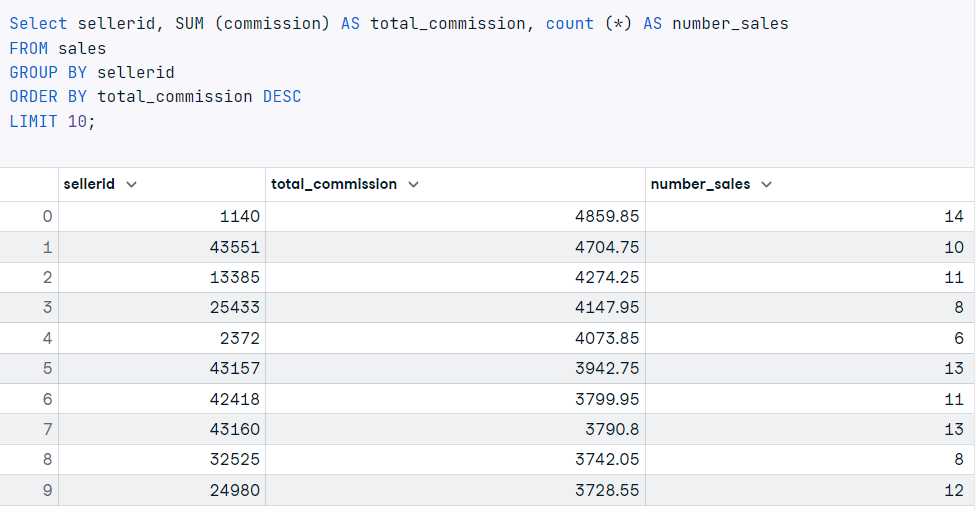 Select sellerid, SUM (commission) AS total_commission, count (*) AS number_sales
FROM sales
GROUP BY sellerid
ORDER BY total_commission DESC
LIMIT 10;
sellerid total_commission number_sales
0 1140 4859.85 14
1 43551 4704.75 10
2 13385 4274.25 11
3 25433 4147.95 8
4 2372 4073.85 6
5 43157 3942.75 13
6 42418 3799.95 11
7 43160 3790.8 13
8 32525 3742.05 8
9 24980 3728.55 12